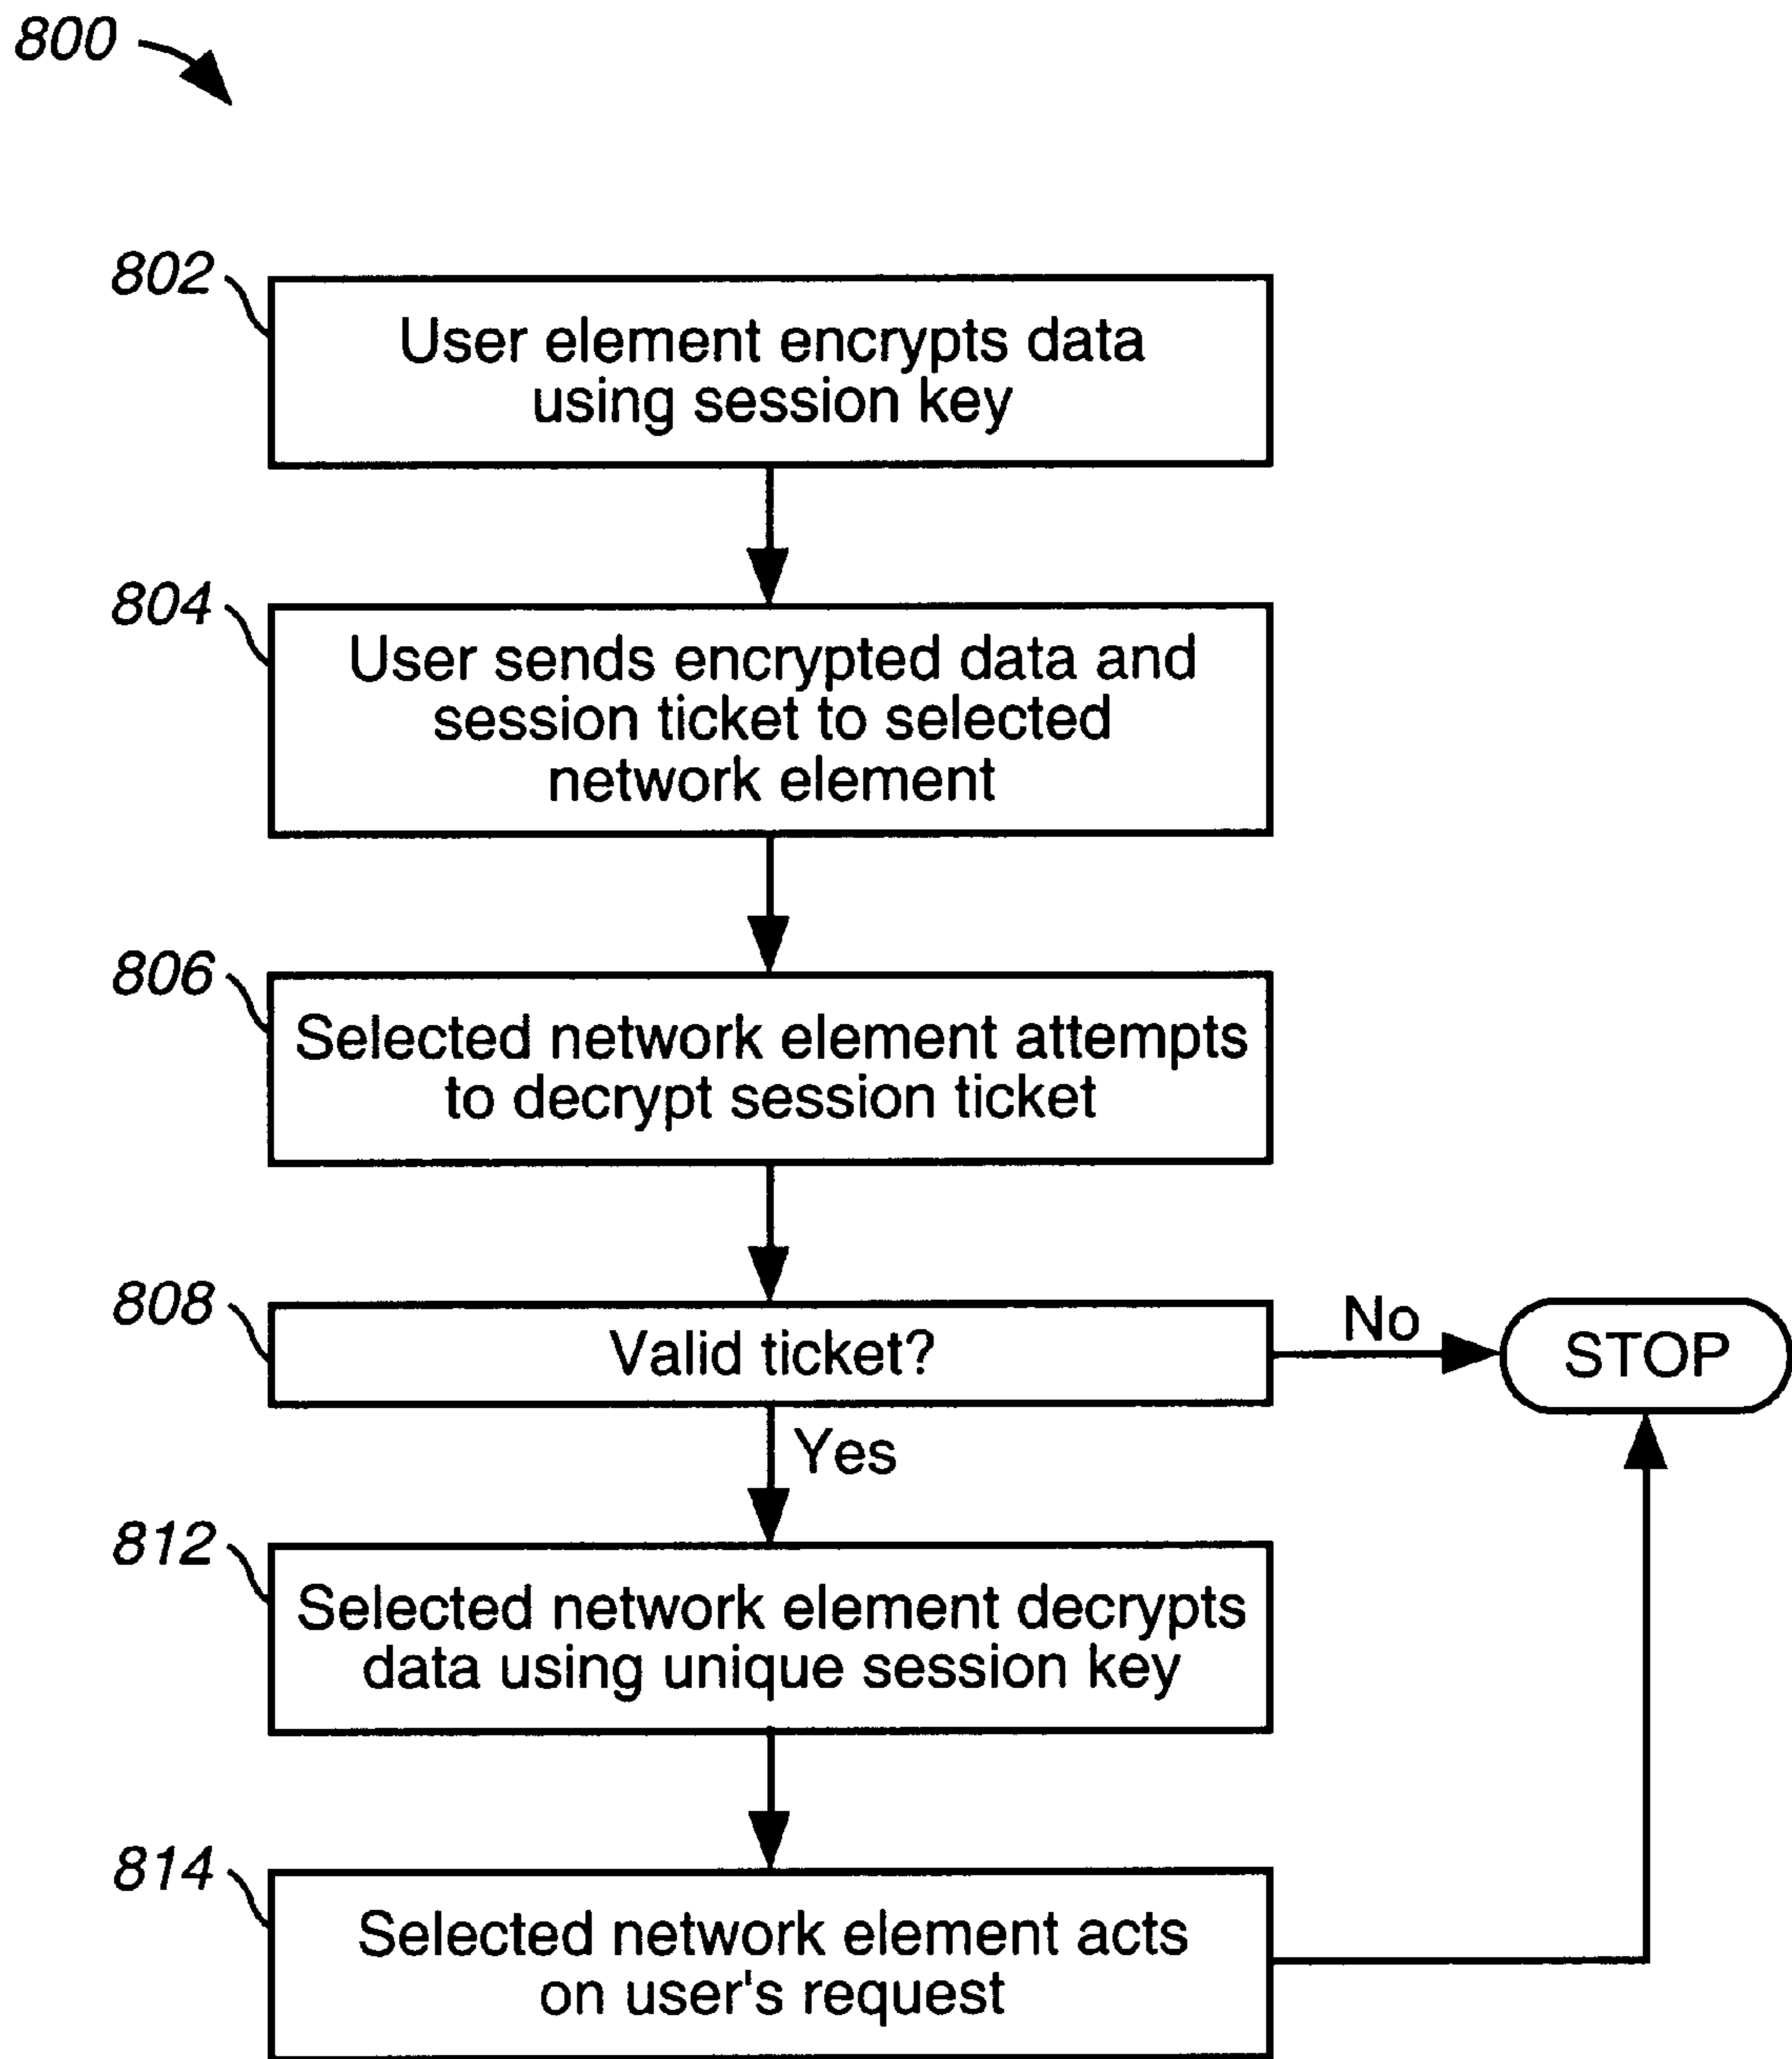 800
802
User element encrypts data
using session key
804
User sends encrypted data and
session ticket to selected
network element
806
Selected network element attempts
to decrypt session ticket
808
Valid ticket?
No
STOP
Yes
812
Selected network element decrypts
data using unique session key
814
Selected network element acts
on user's request